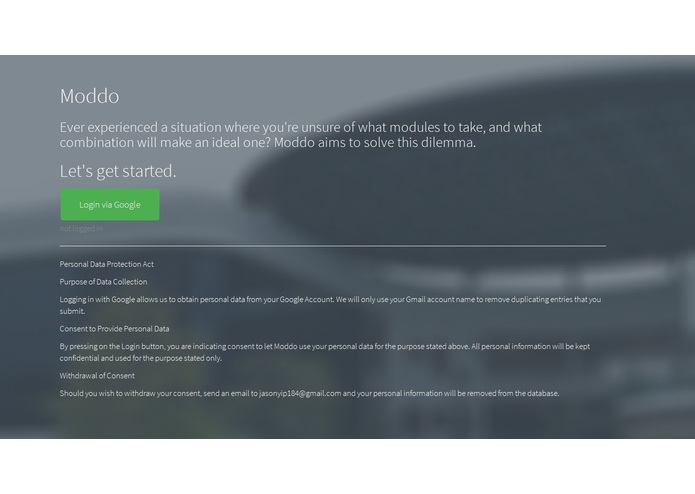 Moddo
Ever experienced a situation where you're unsure of what modules to take, and what
combination will make an ideal one? Moddo aims to solve this dilemma.
Let's get started.
Login via Google
not logged in
Personal Data Protection Act
Purpose of Data Collection
Logging in with Google allows us to obtain personal data from your Google Account. We will only use your Gmail account name to remove duplicating entries that you
submit.
Consent to Provide Personal Data
By pressing on the Login button, you are indicating consent to let Moddo use your personal data for the purpose stated above. All personal information will be kept
confidential and used for the purpose stated only.
Withdrawal of Consent
Should you wish to withdraw your consent, send an email to jasonyip184@gmail.com and your personal information will be removed from the database.